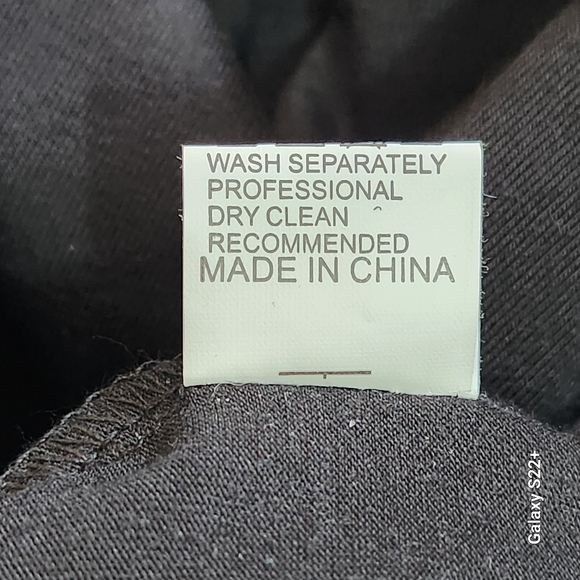 WASH SEPARATELY
PROFESSIONAL
DRY CLEAN
RECOMMENDED
MADE IN CHINA
Galaxy S22+